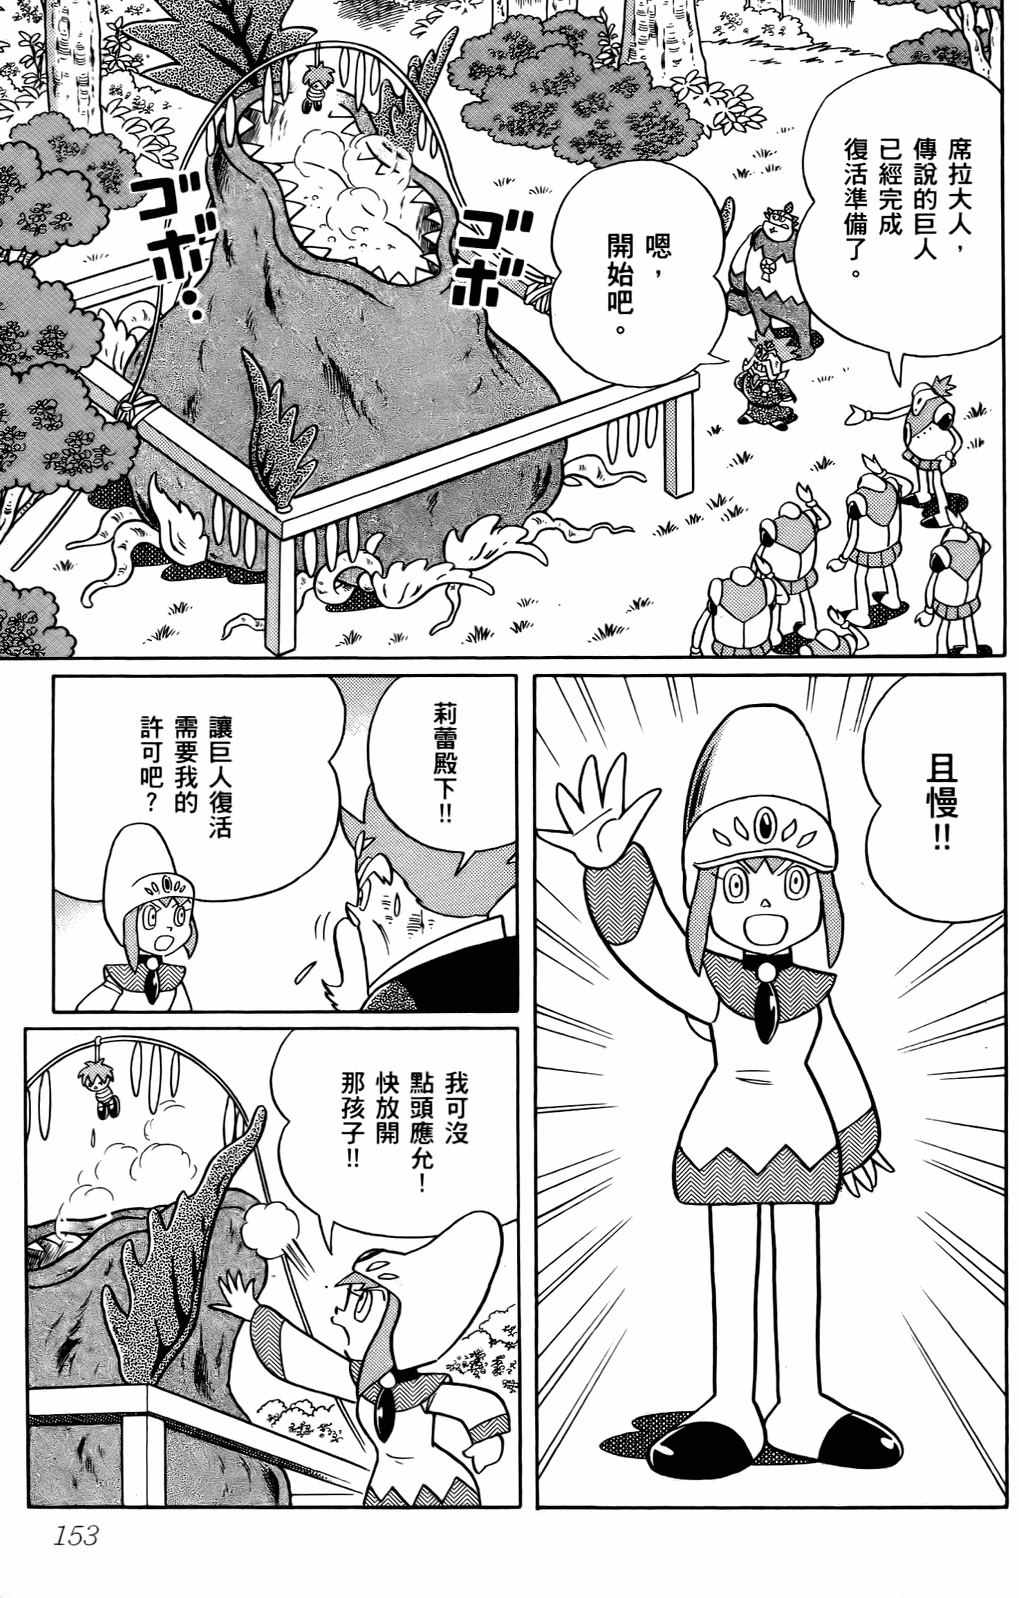 席拉大人，
傳說的巨人
已經完成
復活準備了。
嗯，
開始吧。
ゴボ
ゴボ
且慢!!
莉蕾殿下!!
讓巨人復活
需要我的
許可吧？
我可沒
點頭應允！
快放開
那孩子!!
153